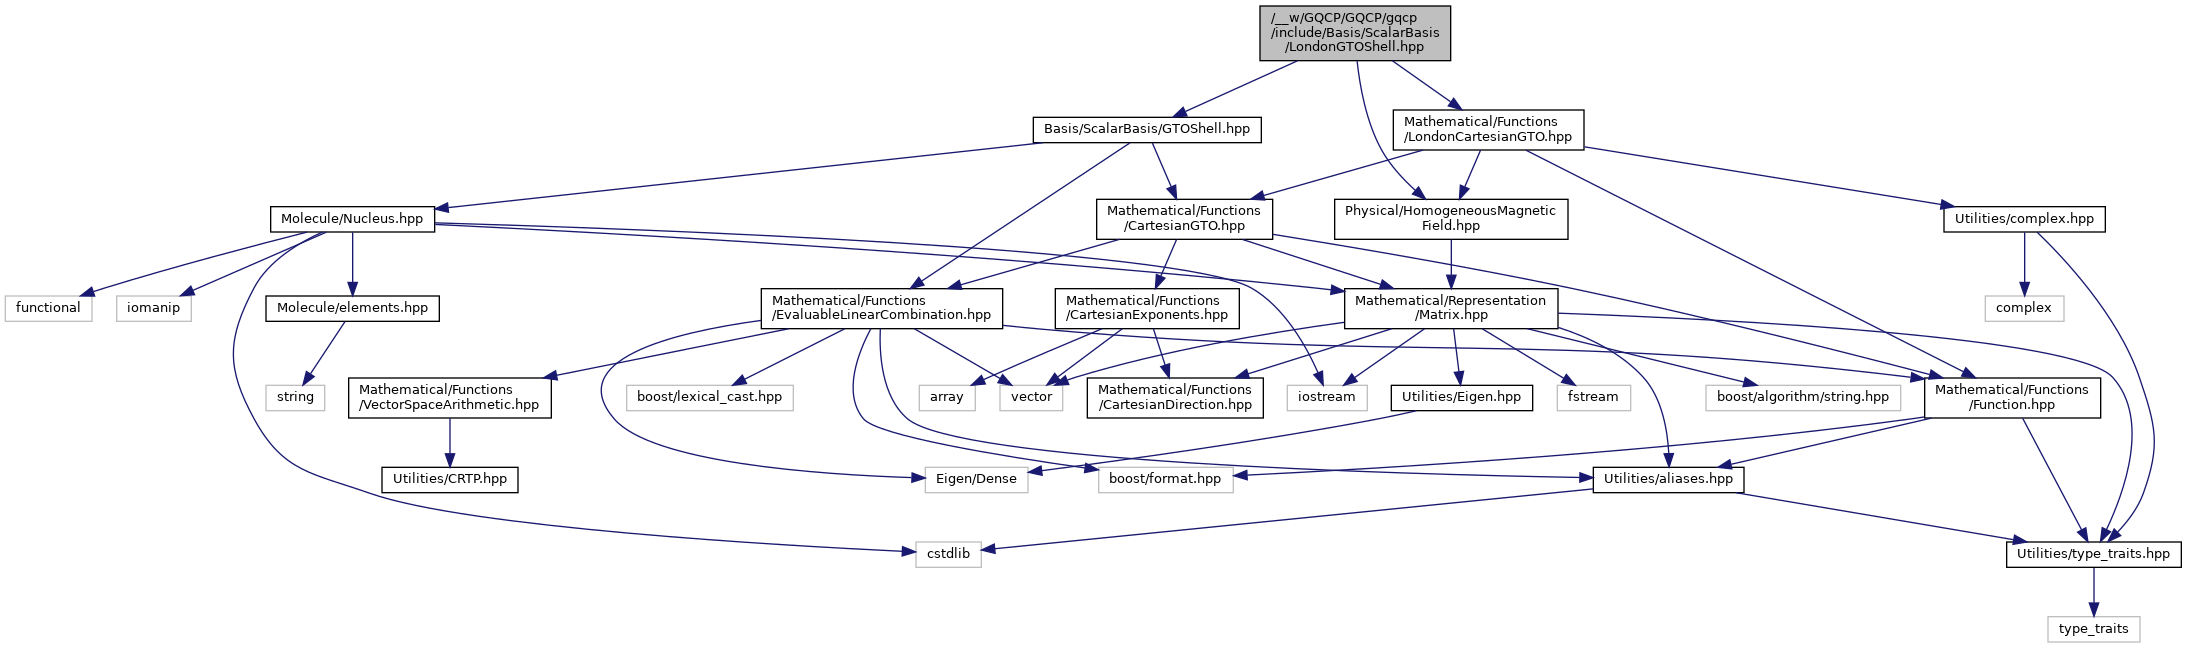 /__w/GQCP/GQCP/gqcp
/include/Basis/ScalarBasis
/LondonGTOShell.hpp
Basis/ScalarBasis/GTOShell.hpp
Mathematical/Functions
/LondonCartesianGTO.hpp
Molecule/Nucleus.hpp
Mathematical/Functions
/CartesianGTO.hpp
Physical/HomogeneousMagnetic
Field.hpp
Utilities/complex.hpp
functional
iomanip
Molecule/elements.hpp
Mathematical/Functions
/EvaluableLinearCombination.hpp
Mathematical/Functions
/CartesianExponents.hpp
Mathematical/Representation
/Matrix.hpp
complex
string
Mathematical/Functions
/VectorSpaceArithmetic.hpp
boost/lexical_cast.hpp
array
vector
Mathematical/Functions
/CartesianDirection.hpp
iostream
Utilities/Eigen.hpp
fstream
boost/algorithm/string.hpp
Mathematical/Functions
/Function.hpp
Utilities/CRTP.hpp
Eigen/Dense
boost/format.hpp
Utilities/aliases.hpp
cstdlib
Utilities/type_traits.hpp
type_traits